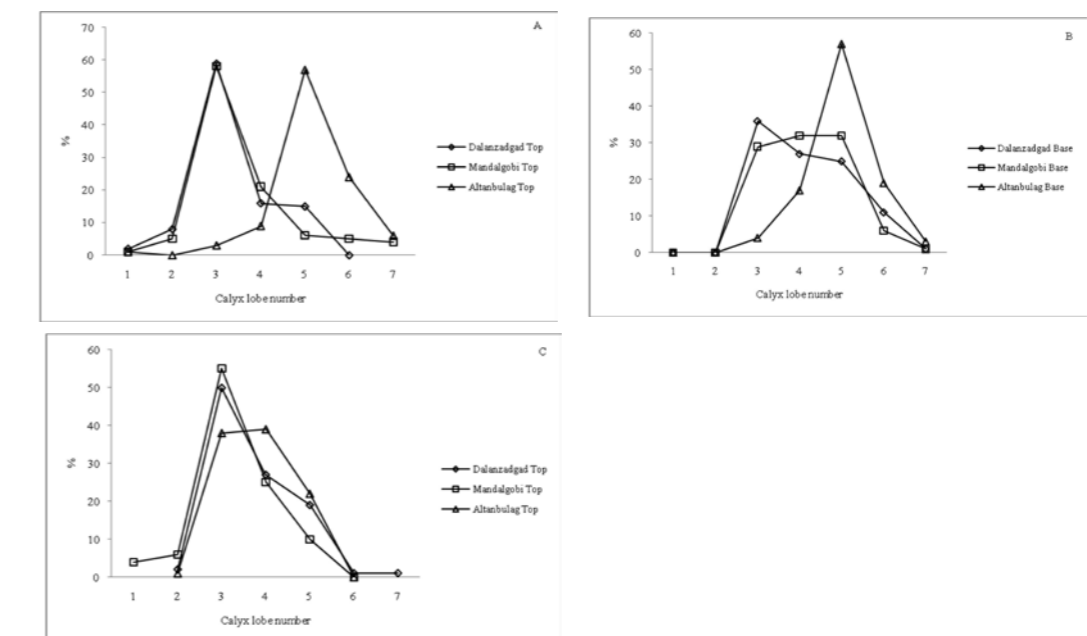 A
70
60
50
40
30
20
10
0
%
1 2 3 4 5 6 7
Calyx lobe number
Dalanzadgad Top
Mandalgobi Top
Altanbulag Top
B
60
50
40
30
20
10
0
%
1 2 3 4 5 6 7
Calyx lobe number
Dalanzadgad Base
Mandalgobi Base
Altanbulag Base
C
60
50
40
30
20
10
0
%
1 2 3 4 5 6 7
Calyx lobe number
Dalanzadgad Top
Mandalgobi Top
Altanbulag Top